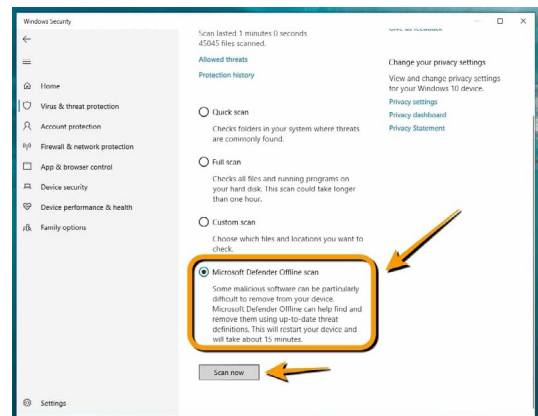 Windows Security
Home
Virus & threat protection
Account protection
Firewall & network protection
App & browser control
Device security
Device performance & health
Family options
Settings
Scan lasted 1 minutes 0 seconds
45045 files scanned.
Allowed threats
Protection history
Quick scan
Checks folders in your system where threats
are commonly found.
Full scan
Checks all files and running programs on
your hard disk. This scan could take longer
than one hour.
Custom scan
Choose which files and locations you want to
check.
Microsoft Defender Offline scan
Some malicious software can be particularly
difficult to remove from your device.
Microsoft Defender Offline can help find and
remove them using up-to-date threat
definitions. This will restart your device and
will take about 15 minutes.
Scan now
Change your privacy settings
View and change privacy settings
for your Windows 10 device.
Privacy settings
Privacy dashboard
Privacy Statement